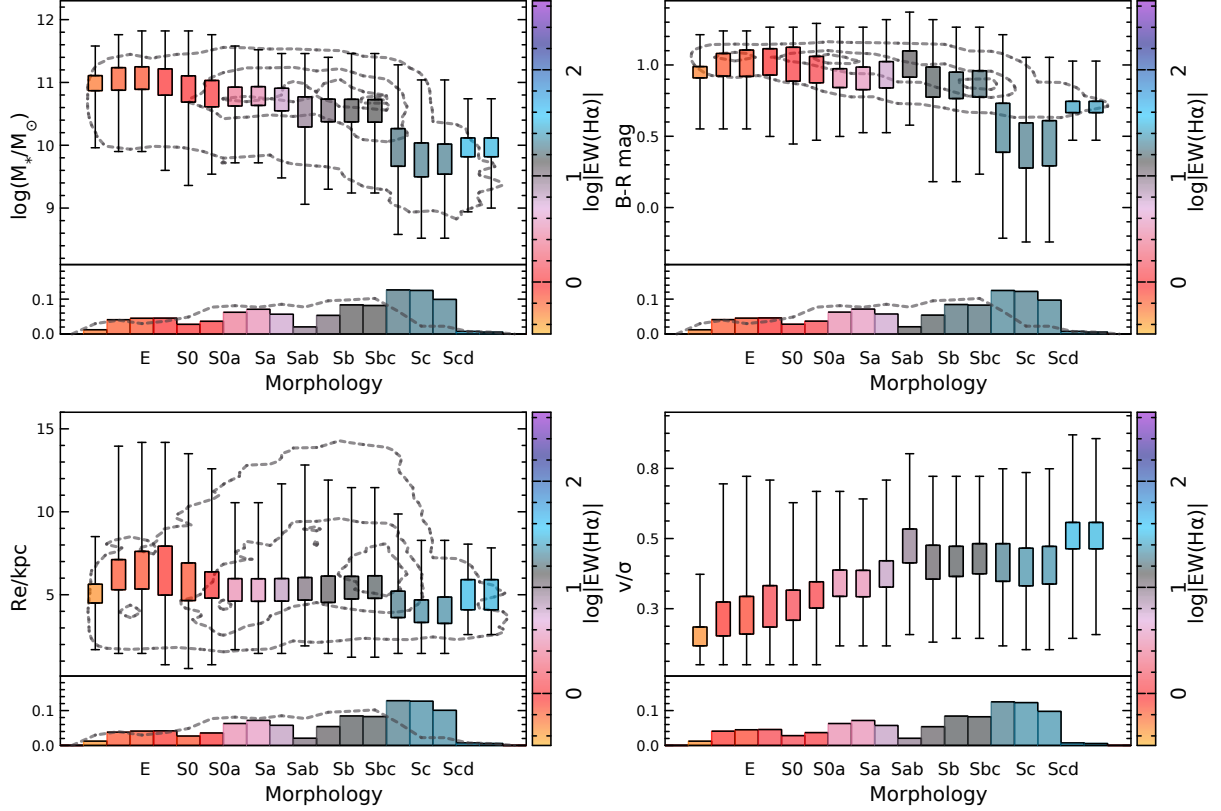 12
11
10
9
log(M*/M⊙)
0.1
0.0
E S0 S0a Sa Sab Sb Sbc Sc Scd
Morphology
2
1
0
log|EW(Hα)|
1.0
0.5
0.0
B-R mag
0.1
0.0
E S0 S0a Sa Sab Sb Sbc Sc Scd
Morphology
2
1
0
log|EW(Hα)|
15
10
5
Re/kpc
0.1
0.0
E S0 S0a Sa Sab Sb Sbc Sc Scd
Morphology
2
1
0
log|EW(Hα)|
0.8
0.5
0.3
v/σ
0.1
0.0
E S0 S0a Sa Sab Sb Sbc Sc Scd
Morphology
2
1
0
log|EW(Hα)|